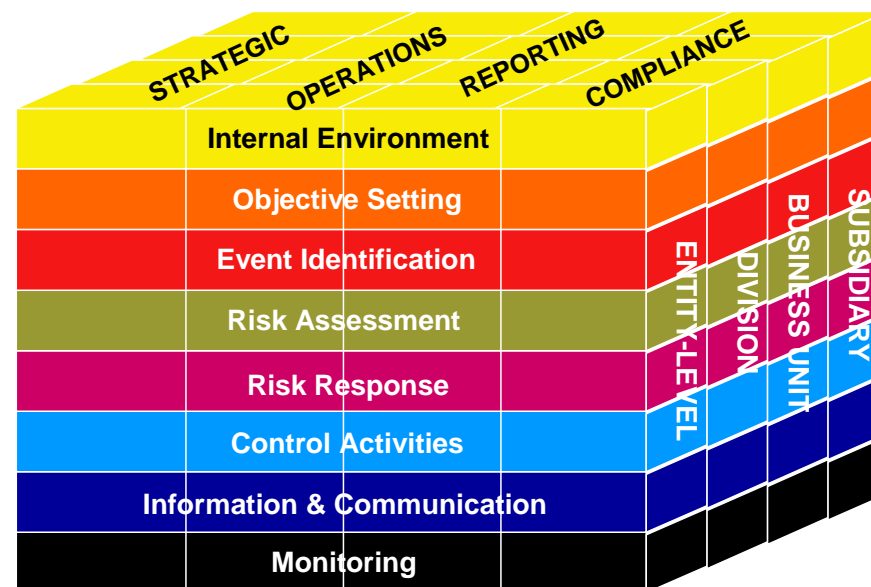 STRATEGIC
OPERATIONS
REPORTING
COMPLIANCE
Internal Environment
Objective Setting
Event Identification
Risk Assessment
Risk Response
Control Activities
Information & Communication
Monitoring
ENTITY-LEVEL
DIVISION
BUSINESS UNIT
SUBSIDIARY